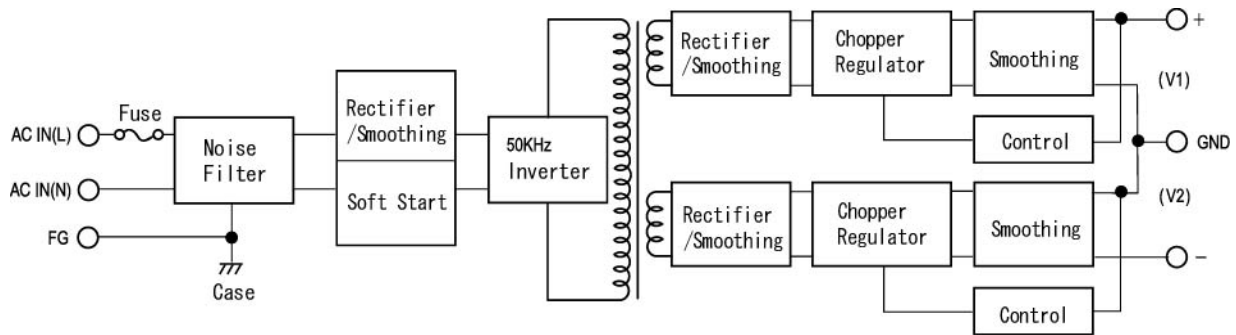 Fuse
AC IN(L)
AC IN(N)
FG
Noise
Filter
Case
Rectifier
/Smoothing
Soft Start
50KHz
Inverter
Rectifier
/Smoothing
Chopper
Regulator
Smoothing
Control
+
(V1)
GND
Rectifier
/Smoothing
Chopper
Regulator
Smoothing
Control
(V2)
−